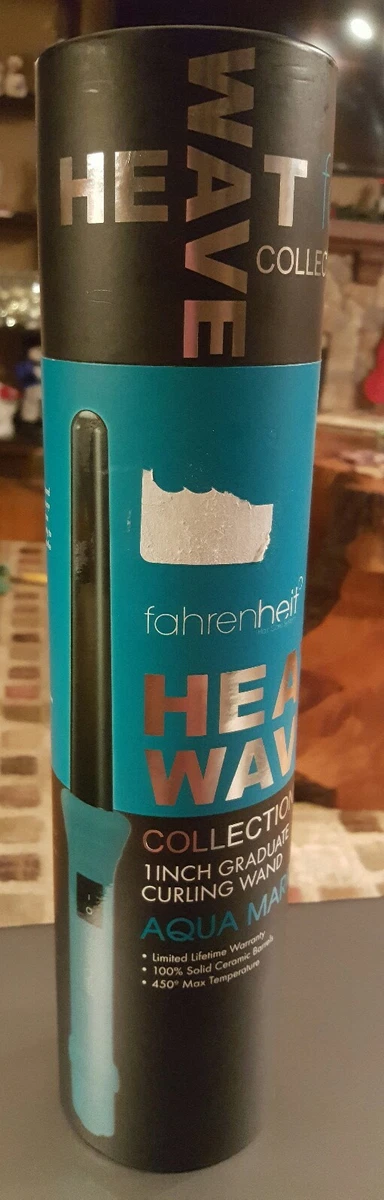 HEAT
WAVE
COLLEC
fahrenheit
HEA
WAV
COLLECTION
1INCH GRADUATE
CURLING WAND
AQUA MAR
• Limited Lifetime Warranty
• 100% Solid Ceramic Barrels
• 450° Max Temperature